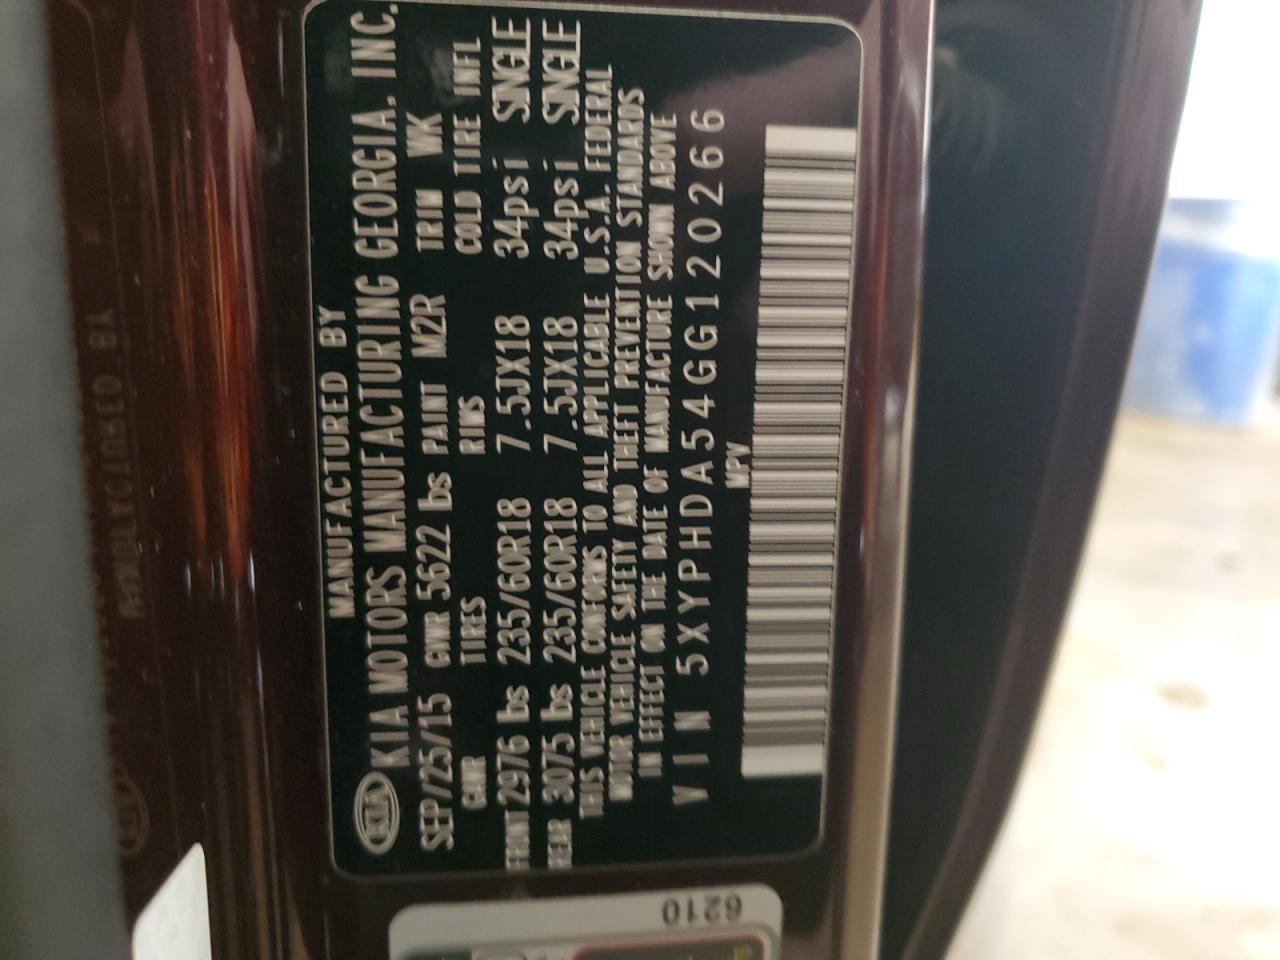 MANUFACTURED BY
KIA KIA MOTORS MANUFACTURING GEORGIA, INC.
SEP/25/15 GVWR 5622 lbs PAINT M2R TRIM WK
GAWR TIRES RIMS COLD TIRE INFL
FRONT 2976 lbs 235/60R18 7.5JX18 34psi SINGLE
REAR 3075 lbs 235/60R18 7.5JX18 34psi SINGLE
THIS VEHICLE CONFORMS TO ALL APPLICABLE U.S.A. FEDERAL
MOTOR VEHICLE SAFETY AND THEFT PREVENTION STANDARDS
IN EFFECT ON THE DATE OF MANUFACTURE SHOWN ABOVE
VIN 5XYPHDA54GG120266
MPV
6210
MANUFACTURED BY